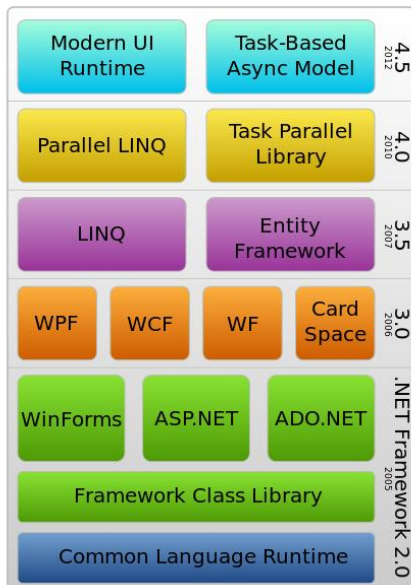 Modern UI
Runtime
Task-Based
Async Model
4.5
2012
Parallel LINQ
Task Parallel
Library
4.0
2010
LINQ
Entity
Framework
3.5
2007
WPF
WCF
WF
Card
Space
3.0
2006
WinForms
ASP.NET
ADO.NET
Framework Class Library
Common Language Runtime
.NET Framework 2.0
2005